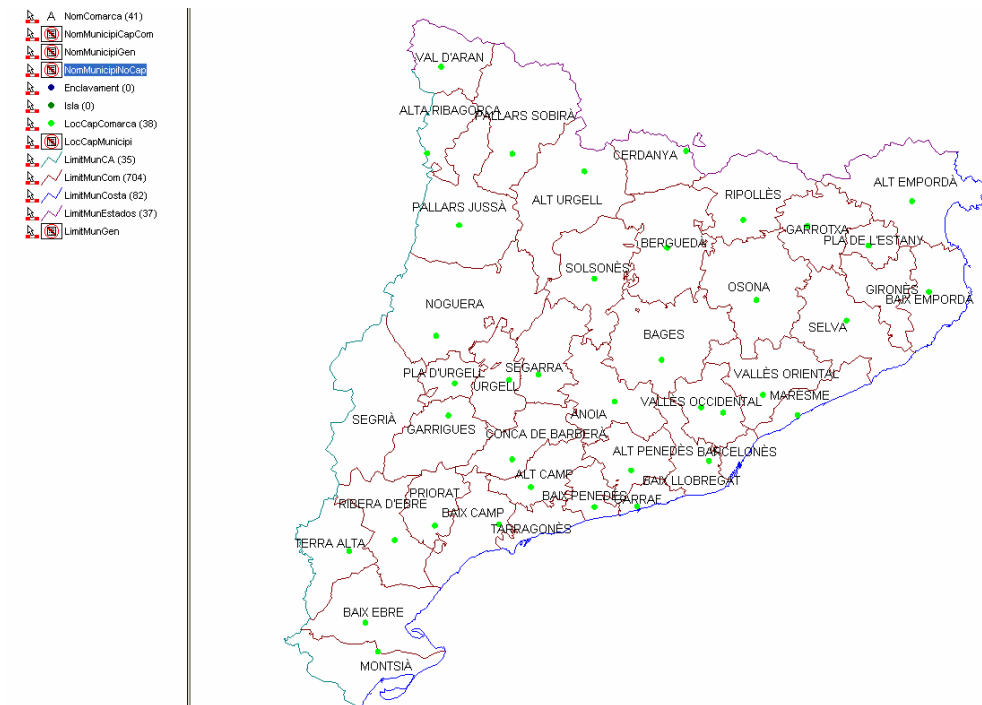 NomComarca (41)
NomMunicipiCapCom
NomMunicipiGen
NomMunicipiNoCap
Enclavament (0)
Isla (0)
LocCapComarca (38)
LocCapMunicipi
LimitMunCA (35)
LimitMunCom (704)
LimitMunCosta (82)
LimitMunEstados (37)
LimitMunGen
VAL D'ARAN
ALTA RIBAGORÇA
PALLARS SOBIRÀ
CERDANYA
ALT EMPORDÀ
RIPOLLÈS
ALT URGELL
PALLARS JUSSÀ
GARROTXA
PLA DE L'ESTANY
BERGUEDÀ
SOLSONÈS
OSONA
GIRONÈS
BAIX EMPORDÀ
NOGUERA
SELVA
BAGES
SEGARRA
PLA D'URGELL
URGELL
VALLÈS ORIENTAL
MARESME
VALLÈS OCCIDENTAL
ANOIA
SEGRIÀ
GARRIGUES
CONCA DE BARBERÀ
ALT PENEDÈS
BARCELONÈS
ALT CAMP
BAIX LLOBREGAT
PRIORAT
BAIX PENEDÈS
GARRAF
RIBERA D'EBRE
BAIX CAMP
TARRAGONÈS
TERRA ALTA
BAIX EBRE
MONTSIÀ